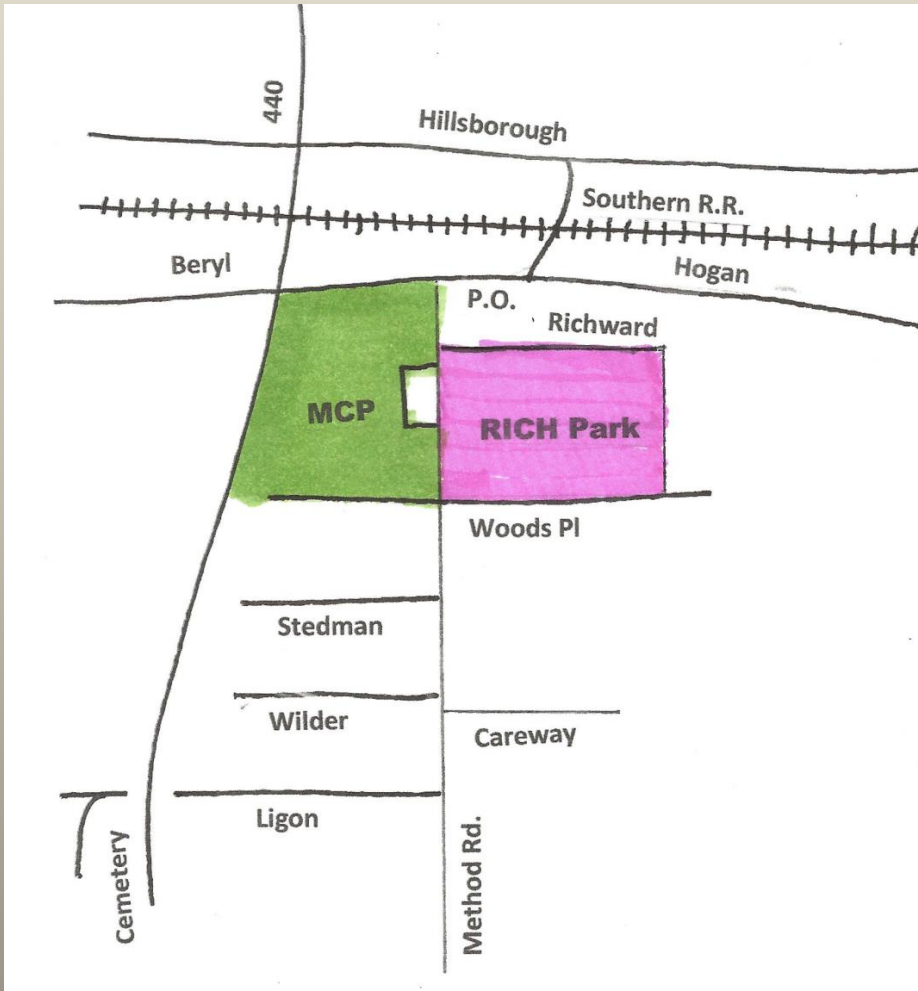 440
Hillsborough
Southern R.R.
Beryl
Hogan
P.O.
Richward
MCP
RICH Park
Woods Pl
Stedman
Wilder
Careway
Ligon
Cemetery
Method Rd.